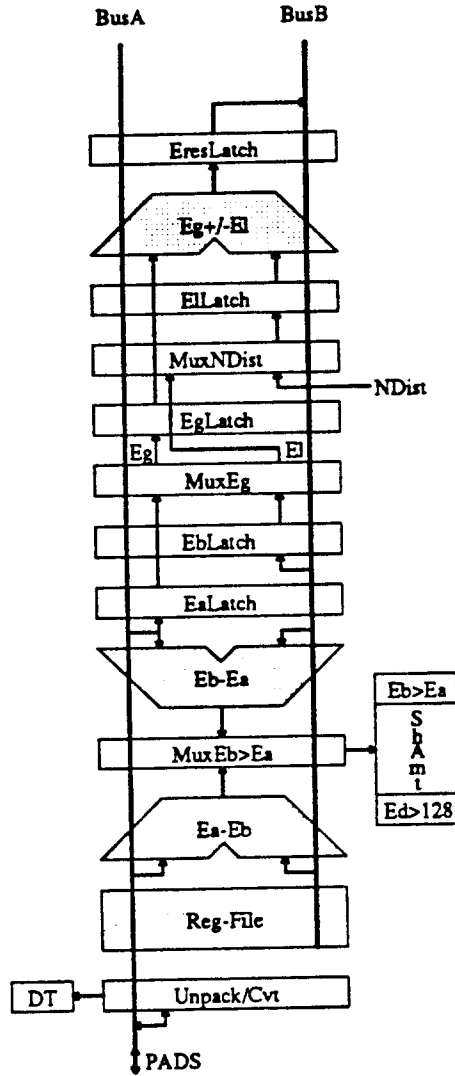 BusA BusB
EresLatch
Eg+/-El
ElLatch
MuxNDist
NDist
EgLatch
Eg El
MuxEg
EbLatch
EaLatch
Eb-Ea
Eb>Ea
MuxEb>Ea
ShAmt
Ed>128
Ea-Eb
Reg-File
DT Unpack/Cvt
PADS